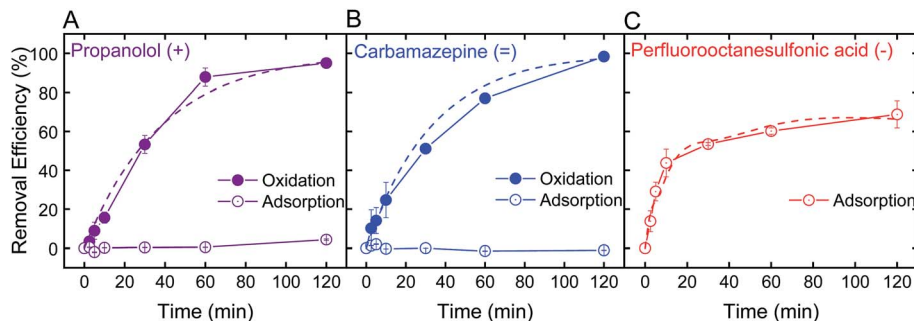 A
B
C
Propanolol (+)
Carbamazepine (=)
Perfluorooctanesulfonic acid (-)
Removal Efficiency (%)
100
80
60
40
20
0
Oxidation
Adsorption
Oxidation
Adsorption
Adsorption
0 20 40 60 80 100 120
0 20 40 60 80 100 120
0 20 40 60 80 100 120
Time (min)
Time (min)
Time (min)